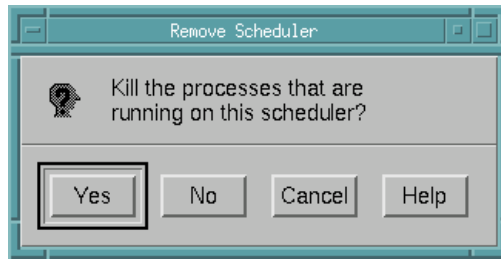 Remove Scheduler
Kill the processes that are
running on this scheduler?
Yes No Cancel Help